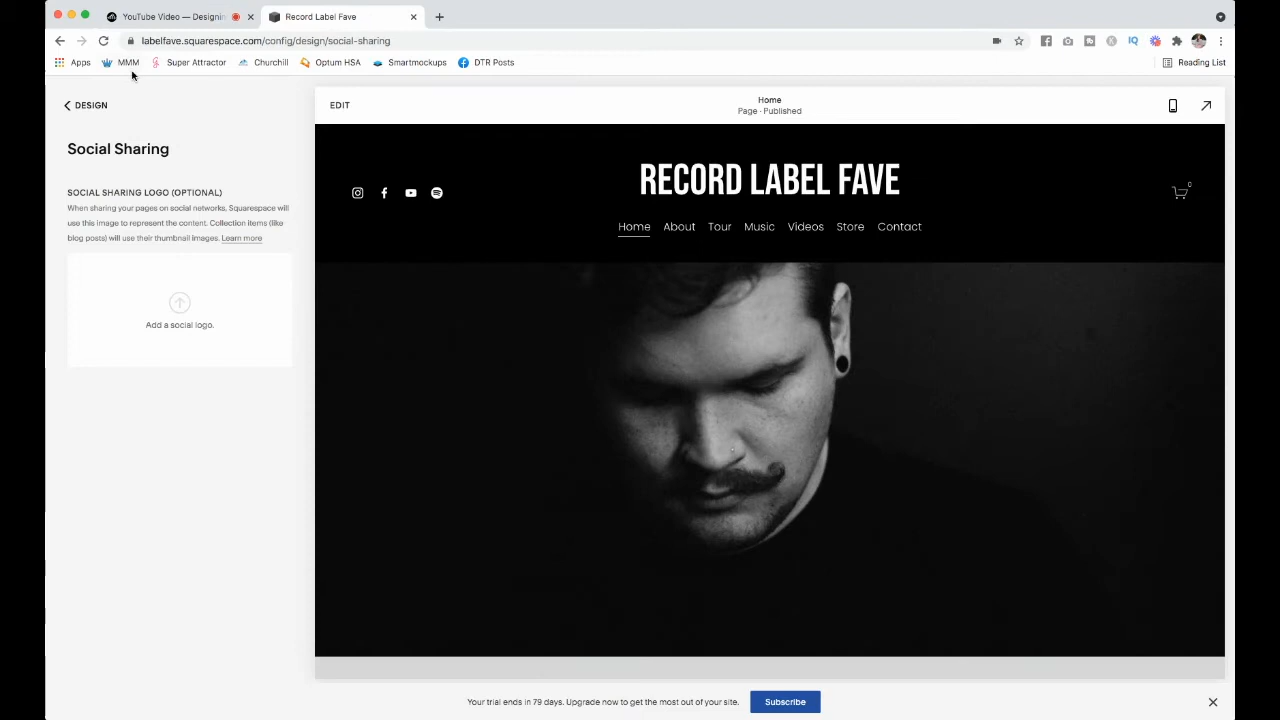 YouTube Video — Designin
Record Label Fave
labelfave.squarespace.com/config/design/social-sharing
Apps MMM Super Attractor Churchill Optum HSA Smartmockups DTR Posts Reading List
DESIGN
Social Sharing
SOCIAL SHARING LOGO (OPTIONAL)
When sharing your pages on social networks, Squarespace will
use this image to represent the content. Collection items (like
blog posts) will use their thumbnail images. Learn more
Add a social logo.
EDIT
Home
Page · Published
RECORD LABEL FAVE
0
Home About Tour Music Videos Store Contact
Your trial ends in 79 days. Upgrade now to get the most out of your site. Subscribe